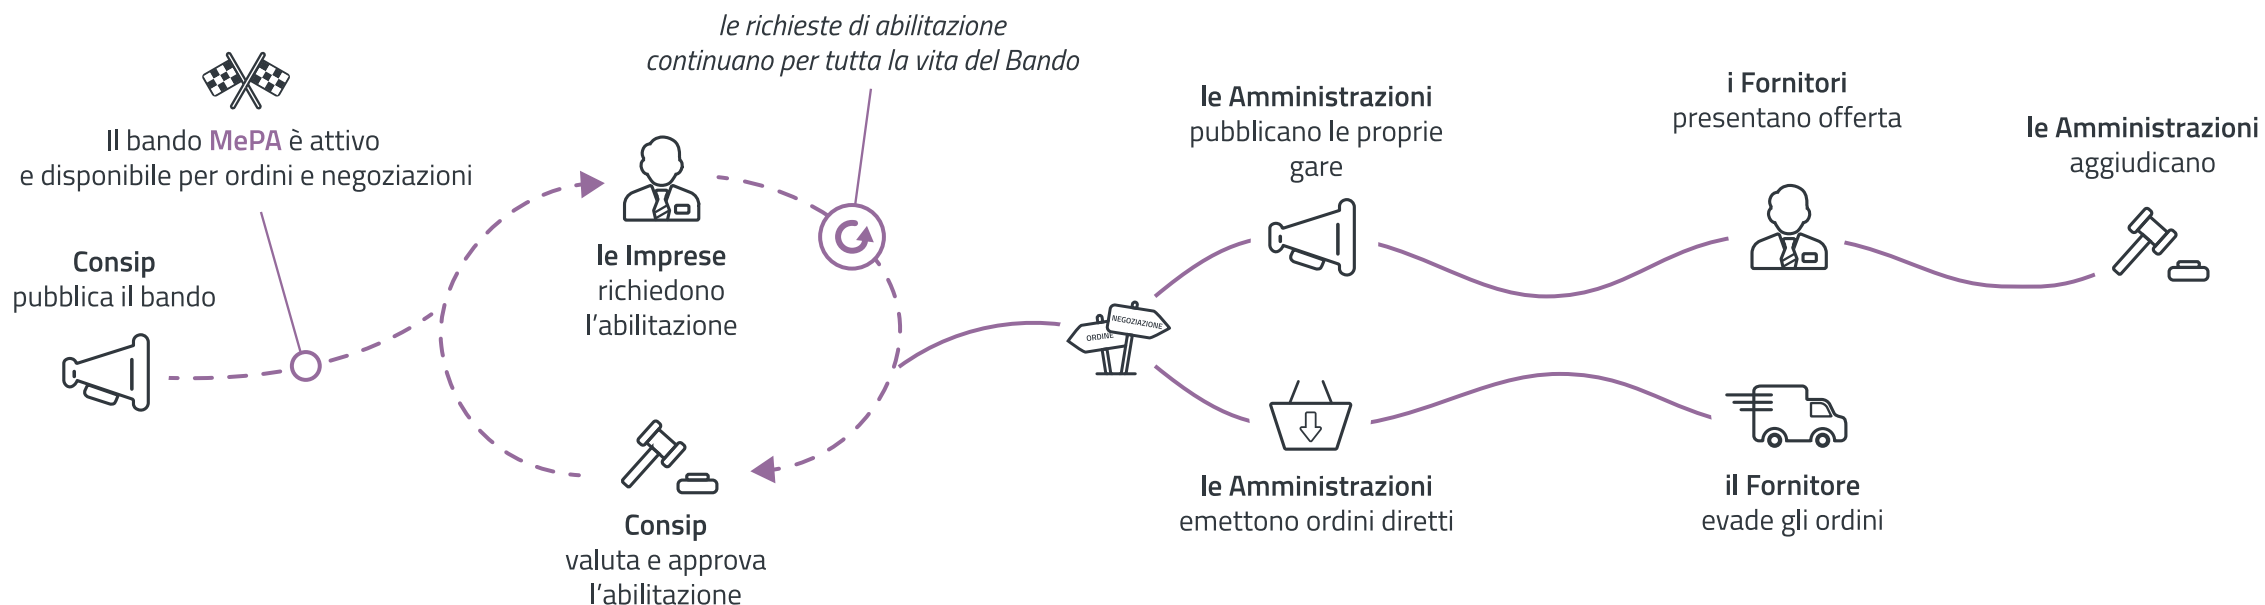 le richieste di abilitazione
continuano per tutta la vita del Bando
Il bando MePA è attivo
e disponibile per ordini e negoziazioni
Consip
pubblica il bando
le Imprese
richiedono
l'abilitazione
Consip
valuta e approva
l'abilitazione
NEGOZIAZIONE
ORDINE
le Amministrazioni
pubblicano le proprie
gare
i Fornitori
presentano offerta
le Amministrazioni
aggiudicano
le Amministrazioni
emettono ordini diretti
il Fornitore
evade gli ordini